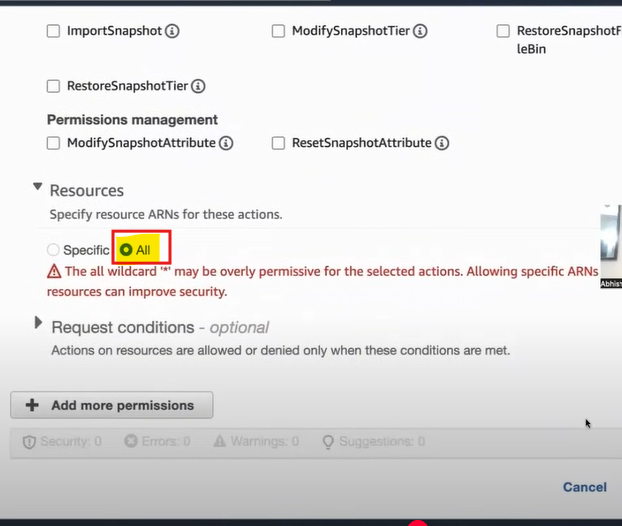 ImportSnapshot
ModifySnapshotTier
RestoreSnapshotF
leBin
RestoreSnapshotTier
Permissions management
ModifySnapshotAttribute
ResetSnapshotAttribute
Resources
Specify resource ARNs for these actions.
Specific
All
The all wildcard '*' may be overly permissive for the selected actions. Allowing specific ARNs
resources can improve security.
Request conditions - optional
Actions on resources are allowed or denied only when these conditions are met.
+ Add more permissions
Security: 0 Errors: 0 Warnings: 0 Suggestions: 0
Cancel